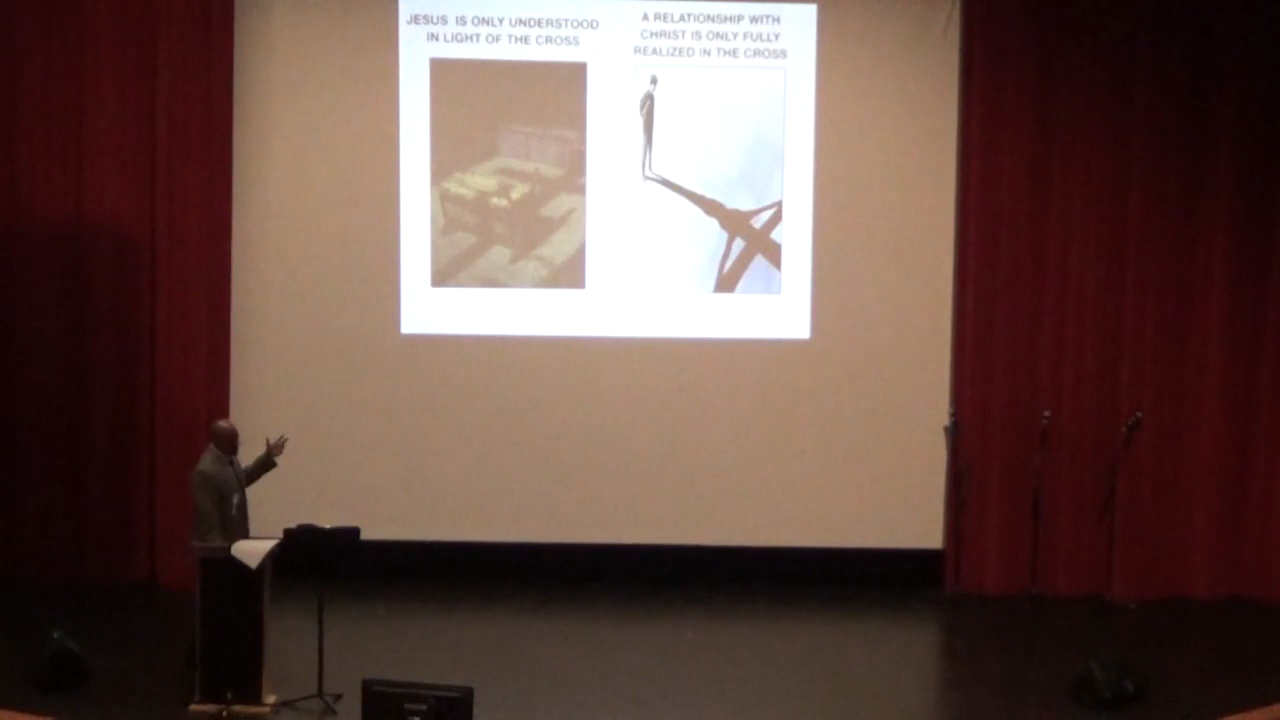 JESUS IS ONLY UNDERSTOOD
IN LIGHT OF THE CROSS
A RELATIONSHIP WITH
CHRIST IS ONLY FULLY
REALIZED IN THE CROSS